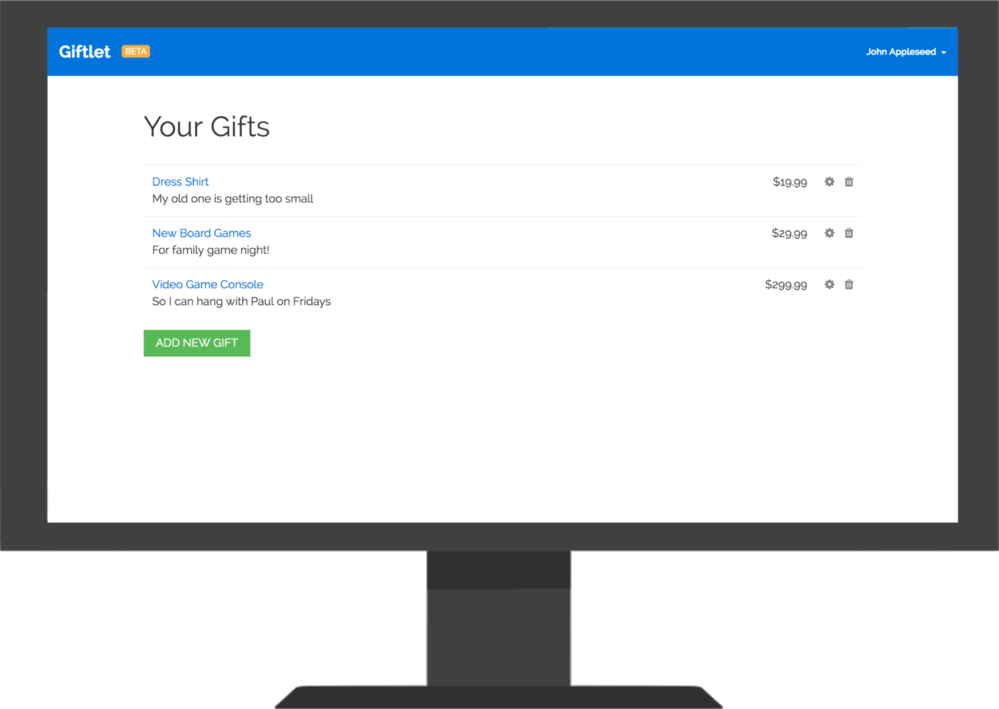 Giftlet BETA John Appleseed
Your Gifts
Dress Shirt $19.99
My old one is getting too small
New Board Games $29.99
For family game night!
Video Game Console $299.99
So I can hang with Paul on Fridays
ADD NEW GIFT